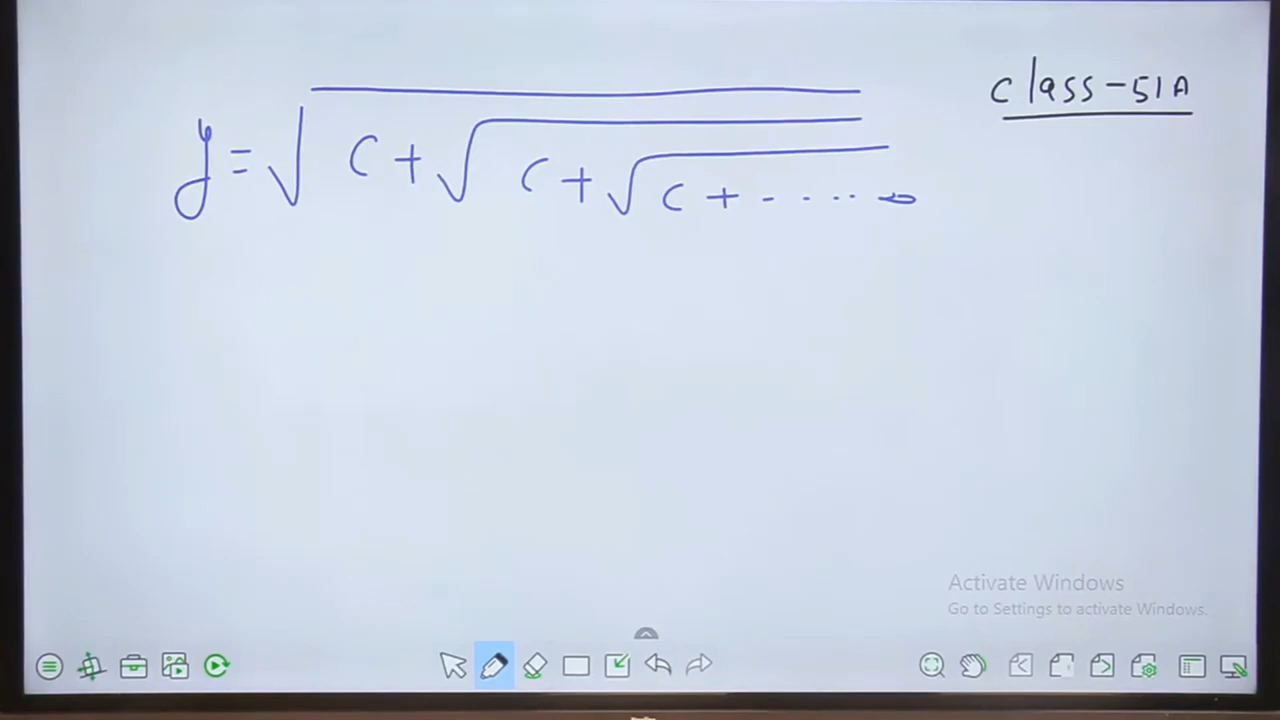 class-51A
y = √C + √C + √C + - . . . . ∞
Activate Windows
Go to Settings to activate Windows.